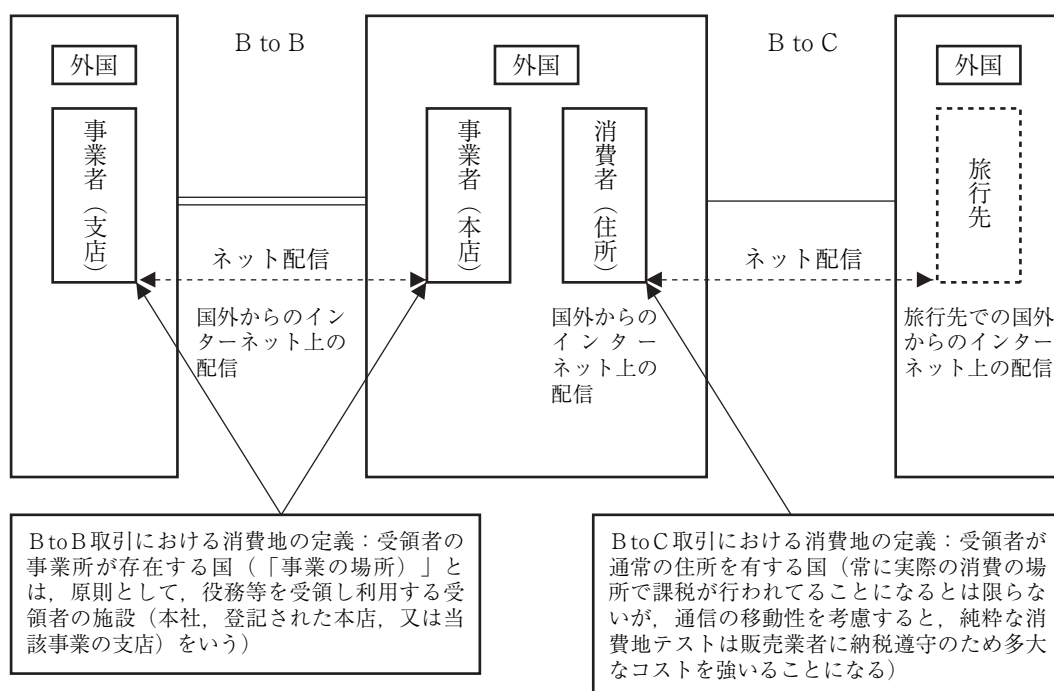 B to B
B to C
外国
外国
外国
事業者（支店）
事業者（本店）
消費者（住所）
旅行先
ネット配信
ネット配信
国外からのイン
ターネット上の
配信
国外からの
インター
ネット上の
配信
旅行先での国外
からのインター
ネット上の配信
BtoB取引における消費地の定義：受領者の
事業所が存在する国（「事業の場所）」と
は，原則として，役務等を受領し利用する受
領者の施設（本社，登記された本店，又は当
該事業の支店）をいう）
BtoC取引における消費地の定義：受領者が
通常の住所を有する国（常に実際の消費の場
所で課税が行われてることになるとは限らな
いが，通信の移動性を考慮すると，純粋な消
費地テストは販売業者に納税遵守のため多大
なコストを強いることになる）